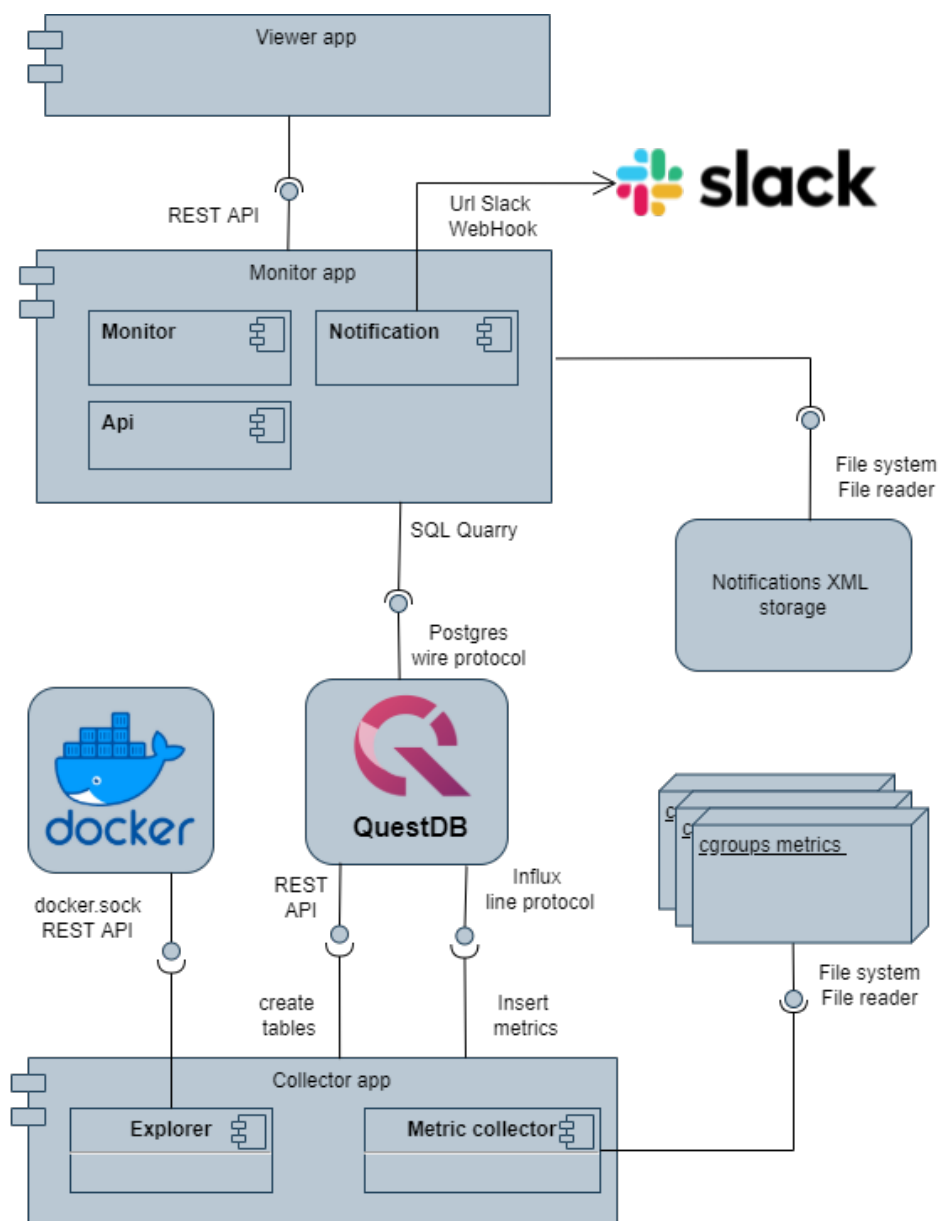 Viewer app
REST API
Url Slack
WebHook
slack
Monitor app
Monitor
Notification
Api
File system
File reader
SQL Quarry
Notifications XML
storage
Postgres
wire protocol
docker
QuestDB
c
c
cgroups metrics
docker.sock
REST API
REST
API
Influx
line protocol
File system
File reader
create
tables
Insert
metrics
Collector app
Explorer
Metric collector